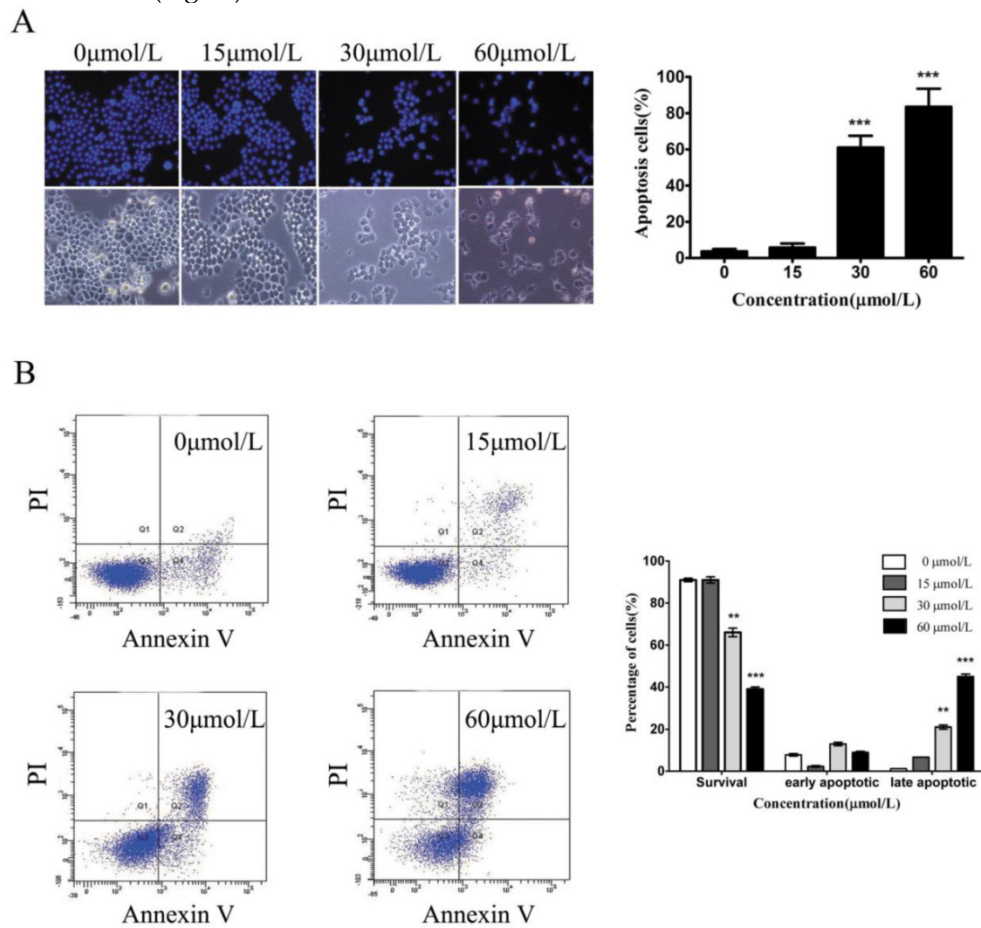 A
0μmol/L 15μmol/L 30μmol/L 60μmol/L
Apoptosis cells(%)
100
80
60
40
20
0
***
***
0 15 30 60
Concentration(μmol/L)
B
0μmol/L
PI
Q1 Q2
Q4
Annexin V
15μmol/L
PI
Q1 Q2
Q4
Annexin V
30μmol/L
PI
Q1 Q2
Annexin V
60μmol/L
PI
Q1
Annexin V
Percentage of cells(%)
100
80
60
40
20
0
0 μmol/L
15 μmol/L
30 μmol/L
60 μmol/L
**
***
**
***
Survival early apoptotic late apoptotic
Concentration(μmol/L)